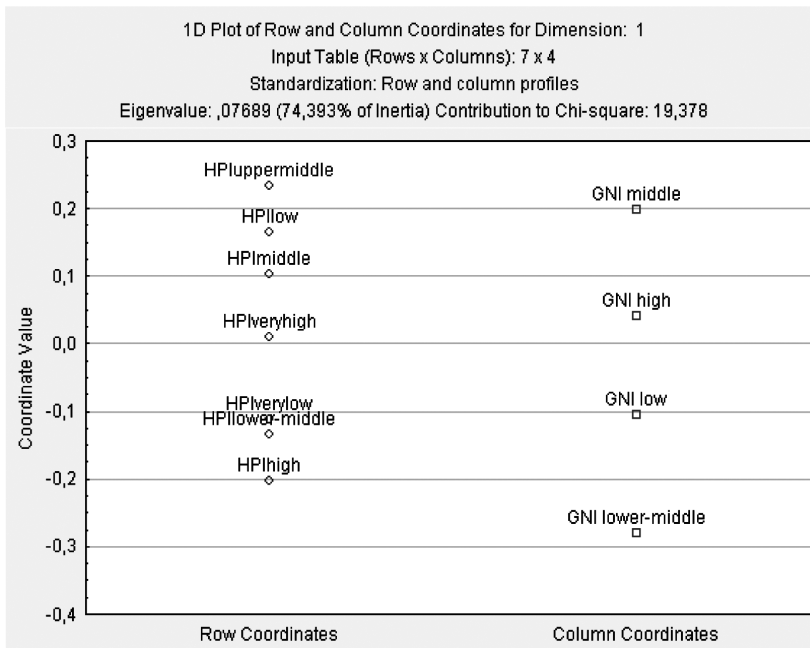 1D Plot of Row and Column Coordinates for Dimension: 1
Input Table (Rows x Columns): 7 x 4
Standardization: Row and column profiles
Eigenvalue: ,07689 (74,393% of Inertia) Contribution to Chi-square: 19,378
Coordinate Value
0,3
0,2
0,1
0,0
-0,1
-0,2
-0,3
-0,4
HPIuppermiddle
HPIlow
HPImiddle
HPIveryhigh
HPIverylow
HPIlower-middle
HPIhigh
GNI middle
GNI high
GNI low
GNI lower-middle
Row Coordinates
Column Coordinates